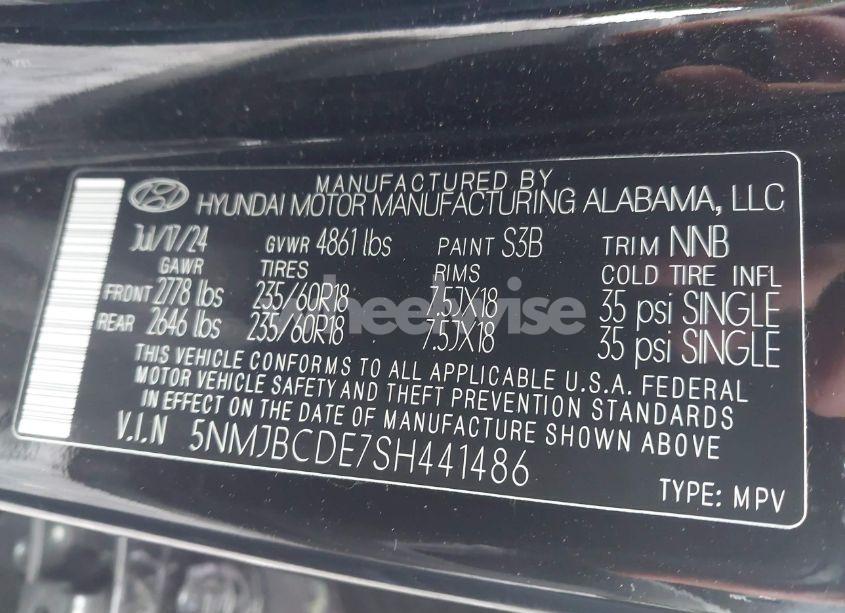 MANUFACTURED BY
HYUNDAI MOTOR MANUFACTURING ALABAMA, LLC
Jul/17/24 GVWR 4861 lbs PAINT S3B TRIM NNB
GAWR TIRES RIMS COLD TIRE INFL
FRONT 2778 lbs 235/60R18 7.5JX18 35 psi SINGLE
REAR 2646 lbs 235/60R18 7.5JX18 35 psi SINGLE
wheelwise
THIS VEHICLE CONFORMS TO ALL APPLICABLE U.S.A. FEDERAL
MOTOR VEHICLE SAFETY AND THEFT PREVENTION STANDARDS
IN EFFECT ON THE DATE OF MANUFACTURE SHOWN ABOVE
V.I.N 5NMJBCDE7SH441486
TYPE: MPV